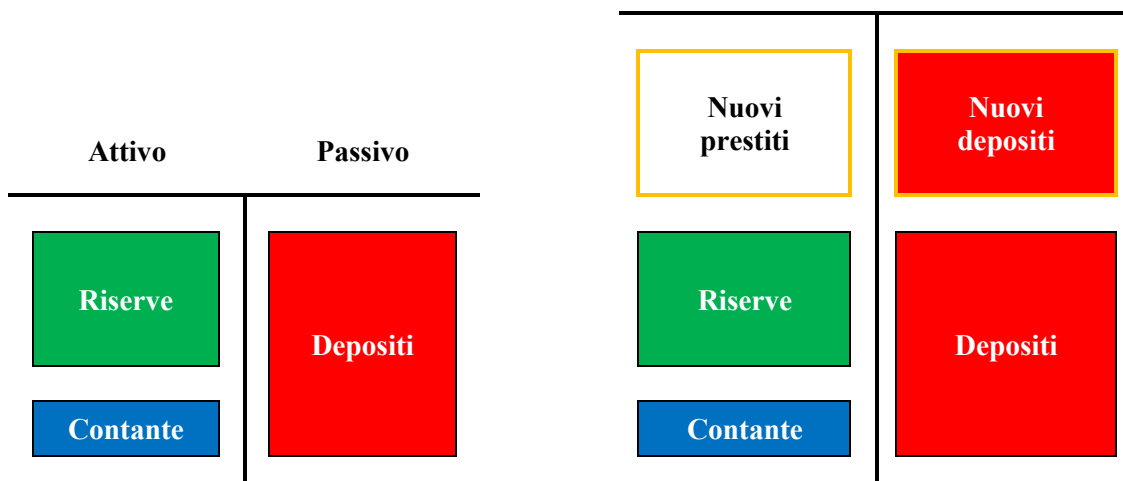 Attivo
Passivo
Riserve
Depositi
Contante
Nuovi
prestiti
Nuovi
depositi
Riserve
Depositi
Contante